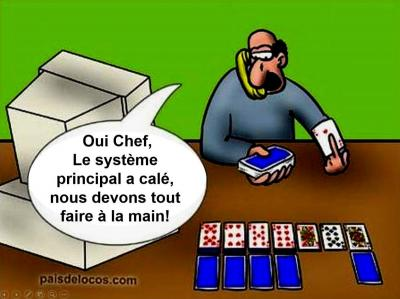 Oui Chef,
Le système
principal a calé,
nous devons tout
faire à la main!
paisdelocos.com